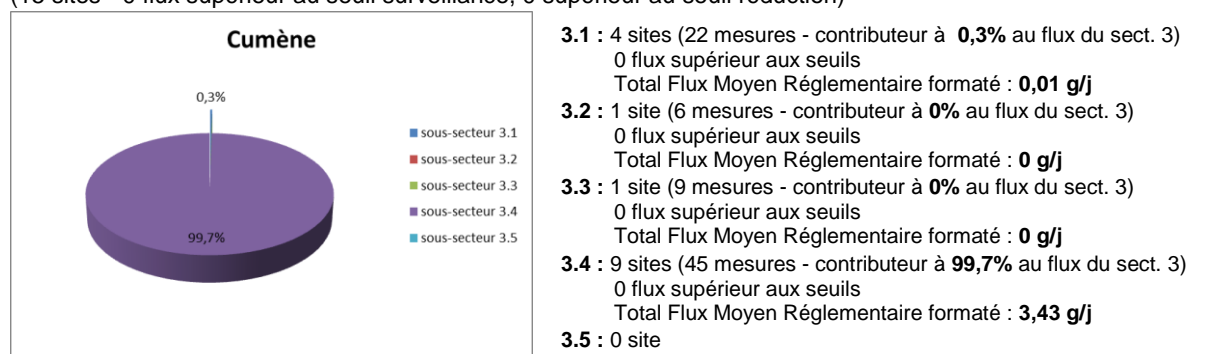 Cumène
0,3%
99,7%
sous-secteur 3.1
sous-secteur 3.2
sous-secteur 3.3
sous-secteur 3.4
sous-secteur 3.5
3.1 : 4 sites (22 mesures - contributeur à 0,3% au flux du sect. 3)
0 flux supérieur aux seuils
Total Flux Moyen Réglementaire formaté : 0,01 g/j
3.2 : 1 site (6 mesures - contributeur à 0% au flux du sect. 3)
0 flux supérieur aux seuils
Total Flux Moyen Réglementaire formaté : 0 g/j
3.3 : 1 site (9 mesures - contributeur à 0% au flux du sect. 3)
0 flux supérieur aux seuils
Total Flux Moyen Réglementaire formaté : 0 g/j
3.4 : 9 sites (45 mesures - contributeur à 99,7% au flux du sect. 3)
0 flux supérieur aux seuils
Total Flux Moyen Réglementaire formaté : 3,43 g/j
3.5 : 0 site